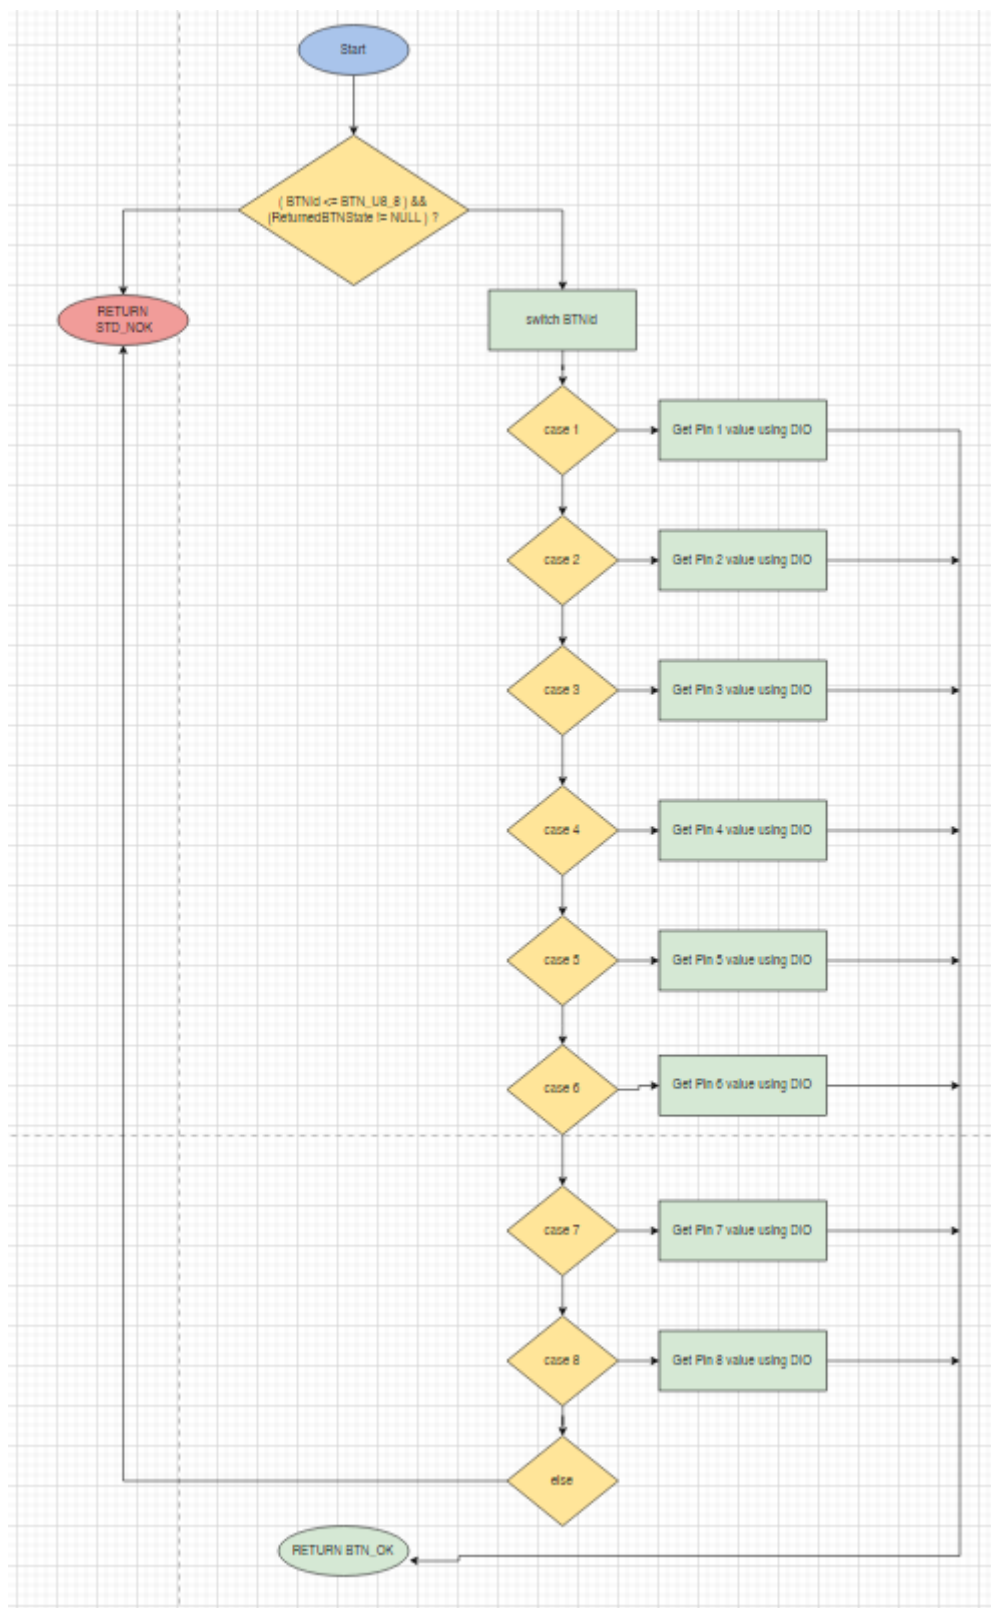 Start
( BTNId <= BTN_U8_8 ) &&
(ReturnedBTNState != NULL ) ?
RETURN
STD_NOK
switch BTNId
case 1
Get Pin 1 value using DIO
case 2
Get Pin 2 value using DIO
case 3
Get Pin 3 value using DIO
case 4
Get Pin 4 value using DIO
case 5
Get Pin 5 value using DIO
case 6
Get Pin 6 value using DIO
case 7
Get Pin 7 value using DIO
case 8
Get Pin 8 value using DIO
else
RETURN BTN_OK